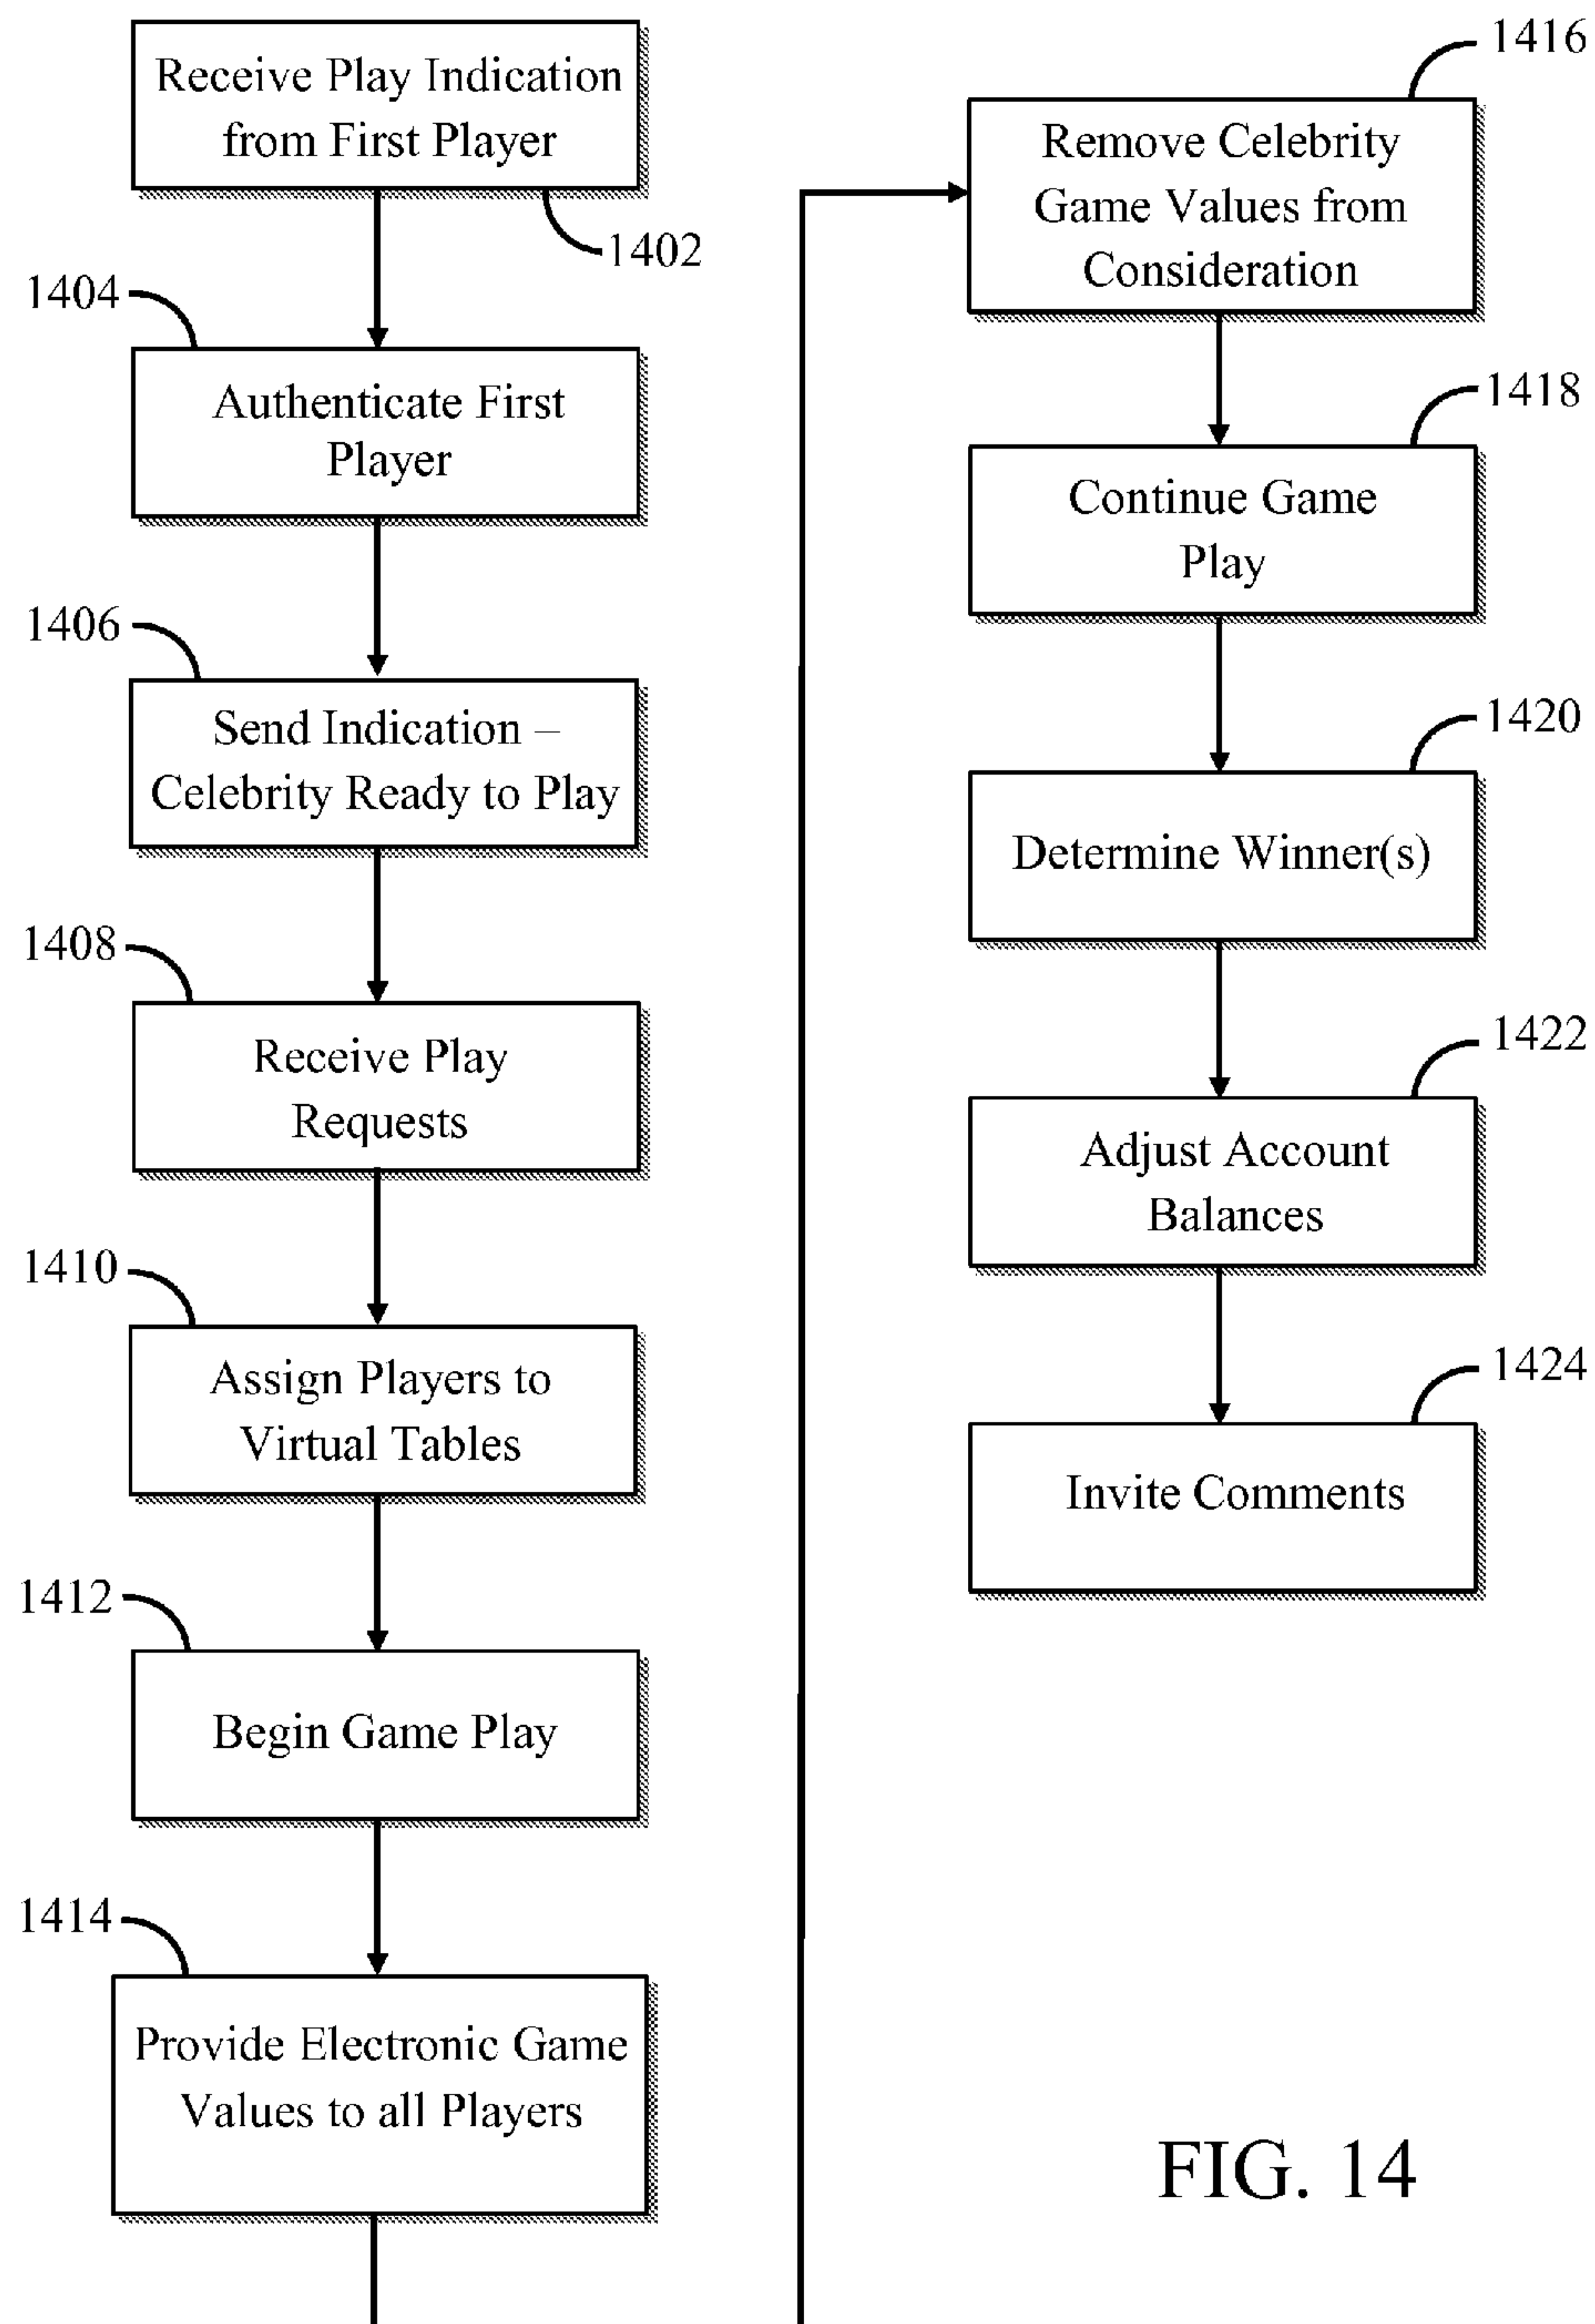 Receive Play Indication
from First Player
1402
1404
Authenticate First
Player
1406
Send Indication –
Celebrity Ready to Play
1408
Receive Play
Requests
1410
Assign Players to
Virtual Tables
1412
Begin Game Play
1414
Provide Electronic Game
Values to all Players
1416
Remove Celebrity
Game Values from
Consideration
1418
Continue Game
Play
1420
Determine Winner(s)
1422
Adjust Account
Balances
1424
Invite Comments
FIG. 14